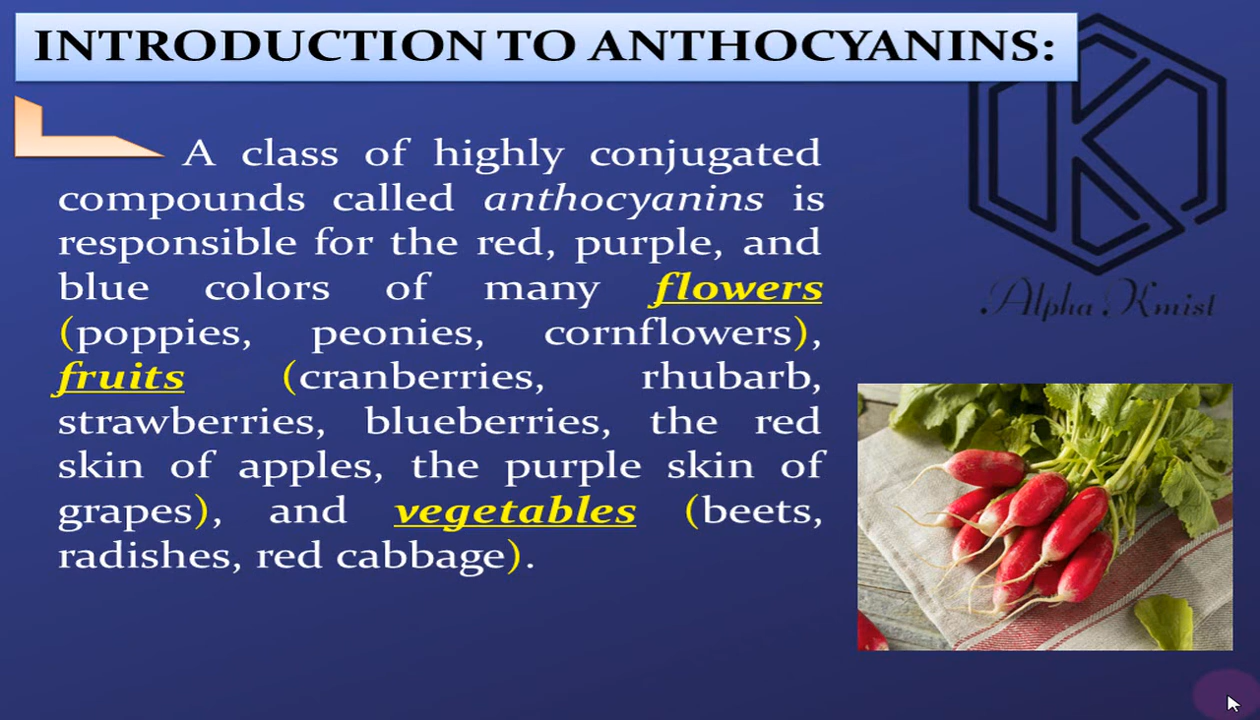 INTRODUCTION TO ANTHOCYANINS:
A class of highly conjugated
compounds called anthocyanins is
responsible for the red, purple, and
blue colors of many flowers
(poppies, peonies, cornflowers),
fruits (cranberries, rhubarb,
strawberries, blueberries, the red
skin of apples, the purple skin of
grapes), and vegetables (beets,
radishes, red cabbage).
Alpha Kmist